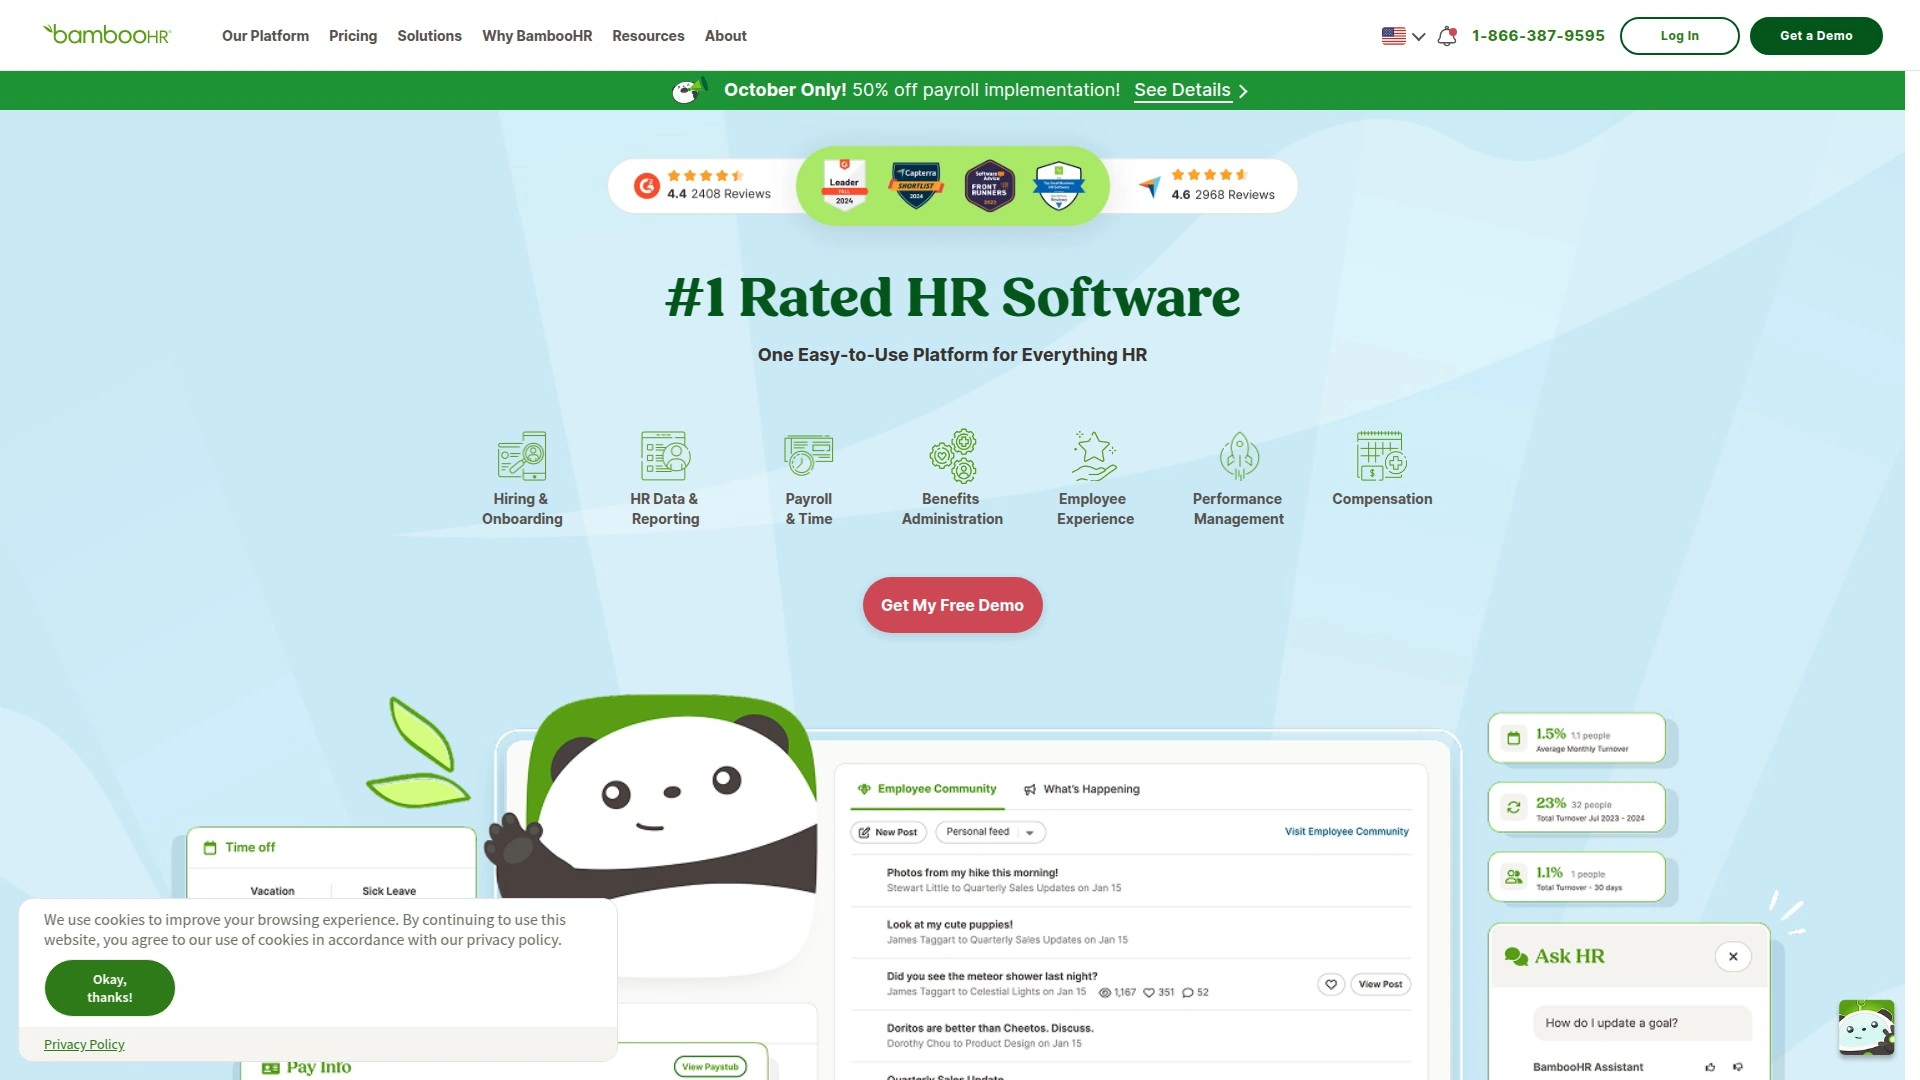 bambooHR
Our Platform Pricing Solutions Why BambooHR Resources About
1-866-387-9595
Log In
Get a Demo
October Only! 50% off payroll implementation! See Details
4.4 2408 Reviews
Leader
FALL
2024
Capterra
SHORTLIST
2024
Software Advice
FRONT RUNNERS
4.6 2968 Reviews
#1 Rated HR Software
One Easy-to-Use Platform for Everything HR
Hiring &
Onboarding
HR Data &
Reporting
Payroll
& Time
Benefits
Administration
Employee
Experience
Performance
Management
Compensation
Get My Free Demo
Time off
Vacation
Sick Leave
Employee Community
What's Happening
New Post
Personal feed
Visit Employee Community
Photos from my hike this morning!
Stewart Little to Quarterly Sales Updates on Jan 15
Look at my cute puppies!
James Taggart to Quarterly Sales Updates on Jan 15
Did you see the meteor shower last night?
James Taggart to Celestial Lights on Jan 15 1,167 351 52
View Post
Doritos are better than Cheetos. Discuss.
Dorothy Chou to Product Design on Jan 15
Quarterly Sales Update
1.5% 1.1 people
Average Monthly Turnover
23% 32 people
Total Turnover Jul 2023 - 2024
1.1% 1 people
Total Turnover - 30 days
Ask HR
How do I update a goal?
BambooHR Assistant
We use cookies to improve your browsing experience. By continuing to use this
website, you agree to our use of cookies in accordance with our privacy policy.
Okay,
thanks!
Privacy Policy
Pay Info
View Paystub